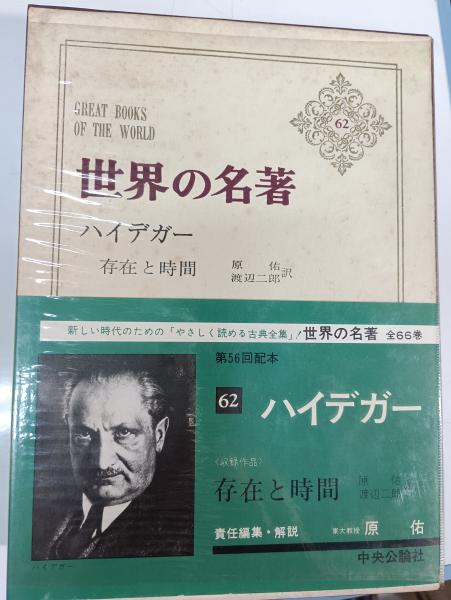 GREAT BOOKS
OF THE WORLD
62
世界の名著
ハイデガー
存在と時間 原佑 渡辺二郎 訳
新しい時代のための「やさしく読める古典全集」! 世界の名著 全66巻
第56回配本
62 ハイデガー
〈収録作品〉
存在と時間 原佑 渡辺二郎
責任編集・解説 東大教授 原佑
中央公論社
ハイデガー